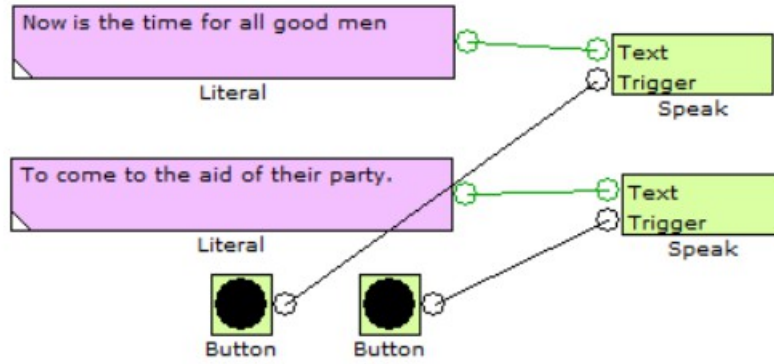 Now is the time for all good men
Text
Trigger
Literal
Speak
To come to the aid of their party.
Text
Trigger
Literal
Speak
Button
Button